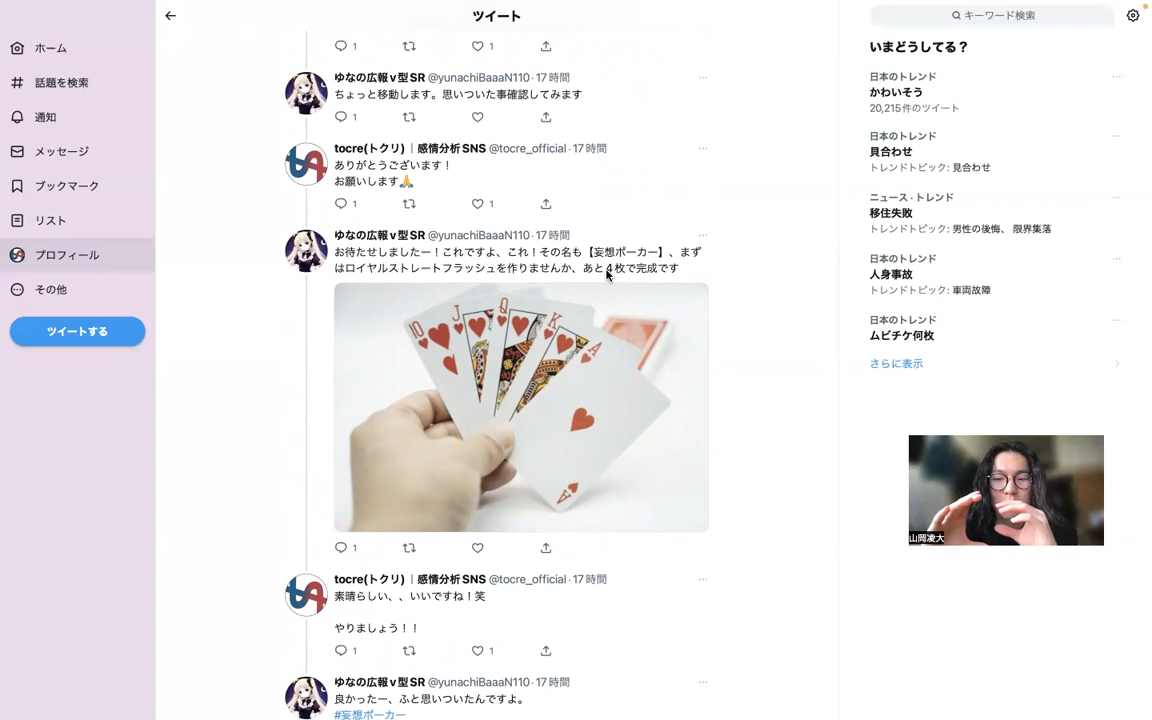 ツイート
キーワード検索
ホーム
話題を検索
通知
メッセージ
ブックマーク
リスト
プロフィール
その他
ツイートする
1
1
ゆなの広報v型SR @yunachiBaaaN110・17時間
ちょっと移動します。思いついた事確認してみます
1
tocre(トクリ)｜感情分析SNS @tocre_official・17時間
ありがとうございます！
お願いします🙏
1
1
ゆなの広報v型SR @yunachiBaaaN110・17時間
お待たせしましたー！これですよ、これ！その名も【妄想ポーカー】、まず
はロイヤルストレートフラッシュを作りませんか、あと4枚で完成です
10
J
Q
K
A
A
1
tocre(トクリ)｜感情分析SNS @tocre_official・17時間
素晴らしい、、いいですね！笑
やりましょう！！
1
1
ゆなの広報v型SR @yunachiBaaaN110・17時間
良かったー、ふと思いついたんですよ。
#妄想ポーカー
いまどうしてる？
日本のトレンド
かわいそう
20,215件のツイート
日本のトレンド
貝合わせ
トレンドトピック: 見合わせ
ニュース・トレンド
移住失敗
トレンドトピック: 男性の後悔、 限界集落
日本のトレンド
人身事故
トレンドトピック: 車両故障
日本のトレンド
ムビチケ何枚
さらに表示
山岡凌大